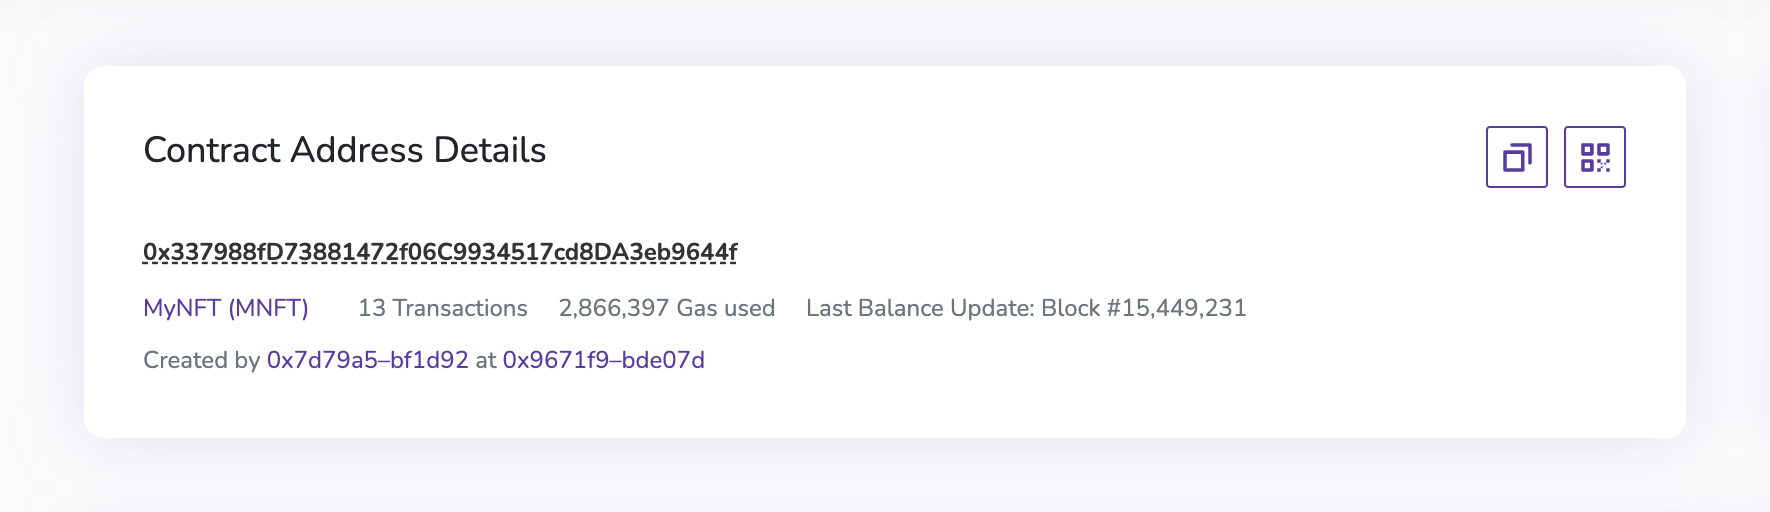 Contract Address Details
0x337988fD73881472f06C9934517cd8DA3eb9644f
MyNFT (MNFT) 13 Transactions 2,866,397 Gas used Last Balance Update: Block #15,449,231
Created by 0x7d79a5–bf1d92 at 0x9671f9–bde07d